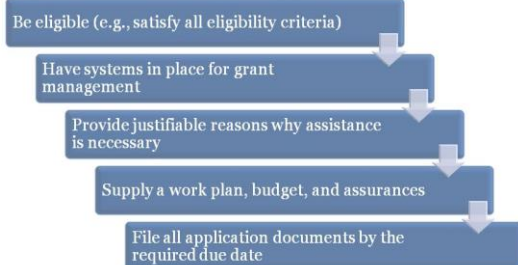 Be eligible (e.g., satisfy all eligibility criteria)
Have systems in place for grant
management
Provide justifiable reasons why assistance
is necessary
Supply a work plan, budget, and assurances
File all application documents by the
required due date